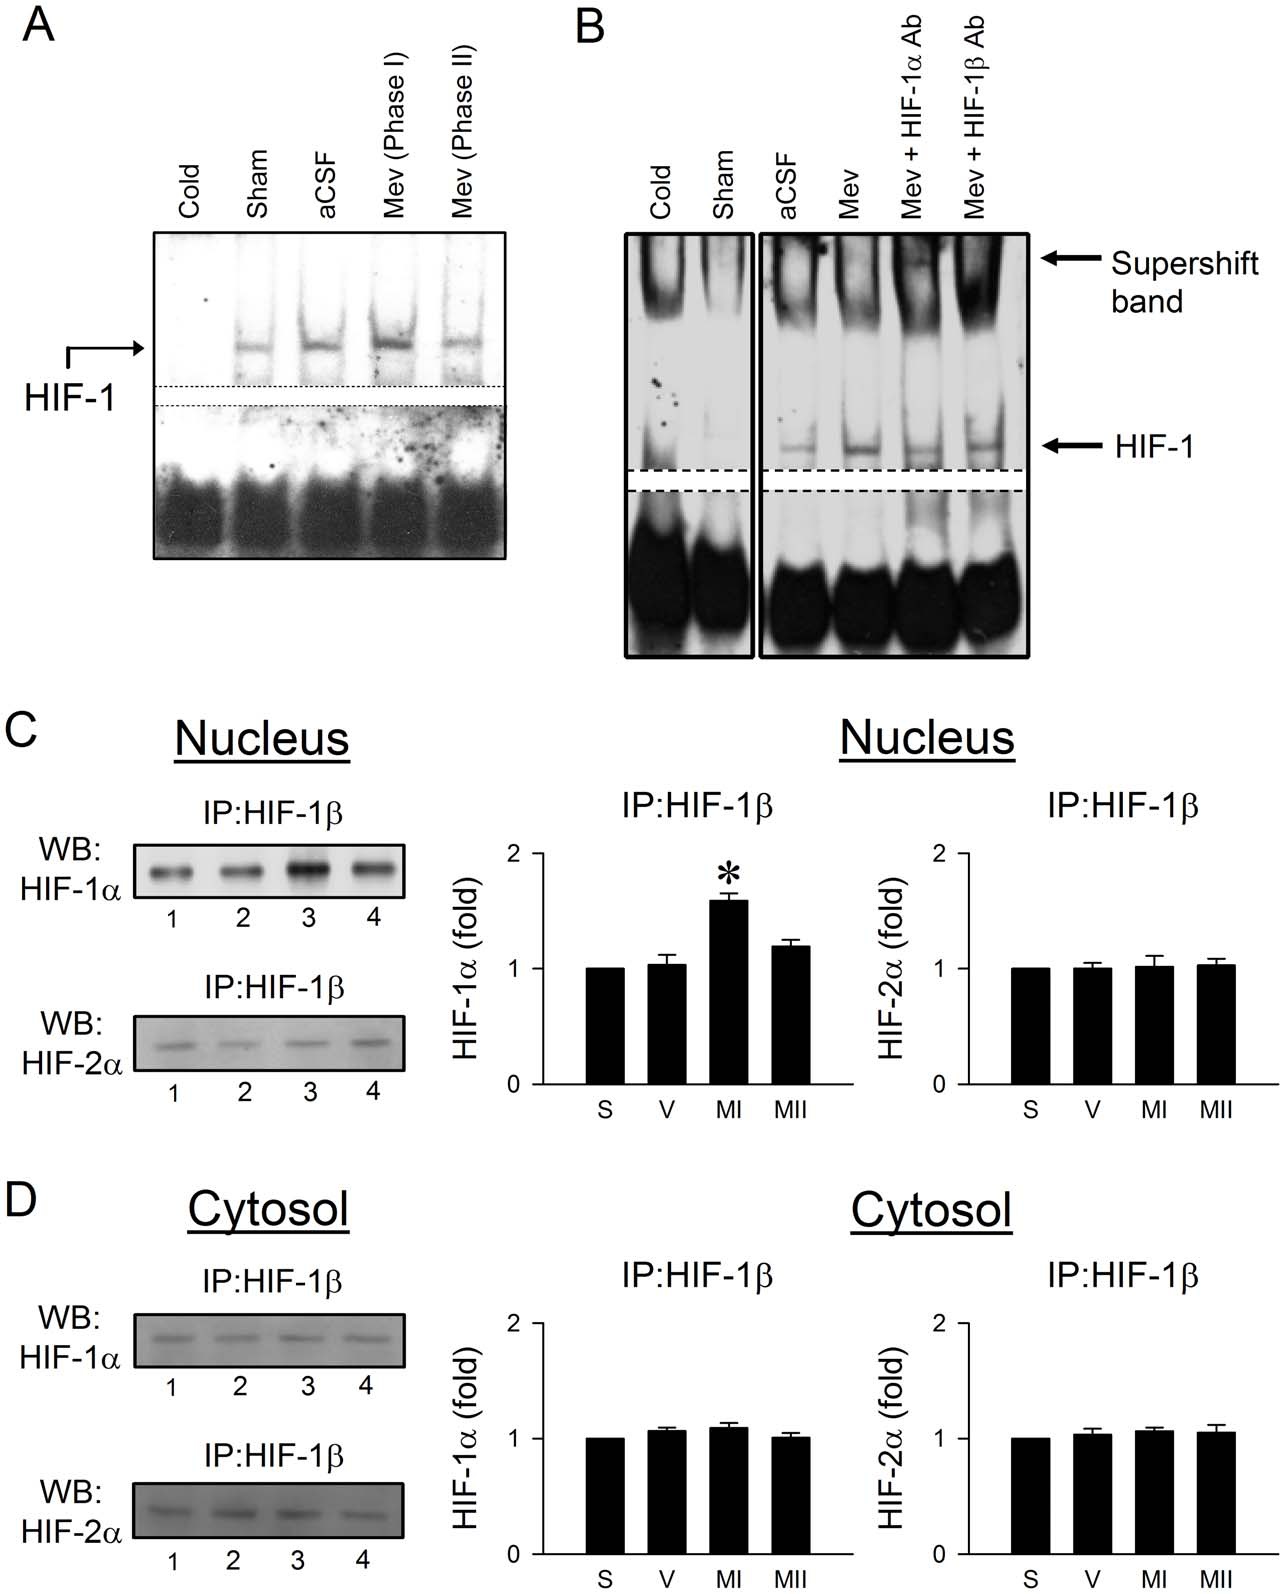 A
Cold
Sham
aCSF
Mev (Phase I)
Mev (Phase II)
HIF-1
B
Cold
Sham
aCSF
Mev
Mev + HIF-1α Ab
Mev + HIF-1β Ab
Supershift
band
HIF-1
C
Nucleus
IP:HIF-1β
WB:
HIF-1α
1 2 3 4
IP:HIF-1β
WB:
HIF-2α
1 2 3 4
Nucleus
IP:HIF-1β
HIF-1α (fold)
2
1
0
*
S V MI MII
IP:HIF-1β
HIF-2α (fold)
2
1
0
S V MI MII
D
Cytosol
IP:HIF-1β
WB:
HIF-1α
1 2 3 4
IP:HIF-1β
WB:
HIF-2α
1 2 3 4
Cytosol
IP:HIF-1β
HIF-1α (fold)
2
1
0
S V MI MII
IP:HIF-1β
HIF-2α (fold)
2
1
0
S V MI MII